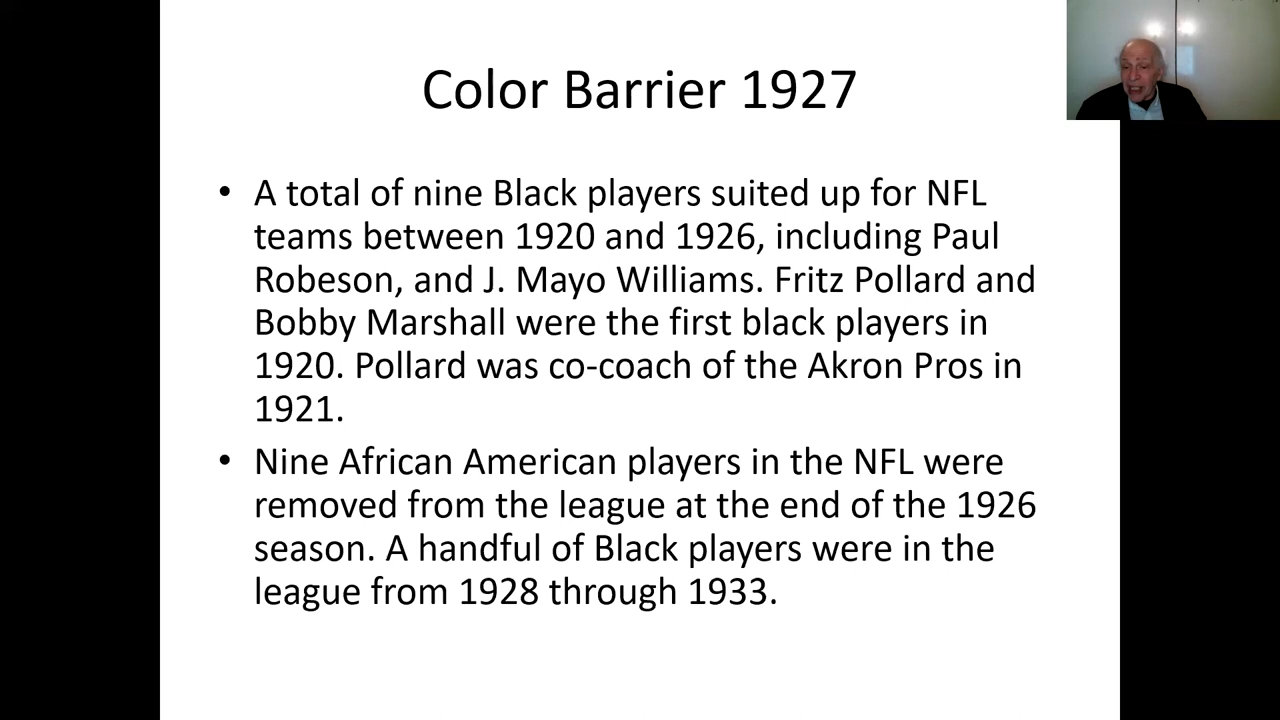 Color Barrier 1927
• A total of nine Black players suited up for NFL
teams between 1920 and 1926, including Paul
Robeson, and J. Mayo Williams. Fritz Pollard and
Bobby Marshall were the first black players in
1920. Pollard was co-coach of the Akron Pros in
1921.
• Nine African American players in the NFL were
removed from the league at the end of the 1926
season. A handful of Black players were in the
league from 1928 through 1933.